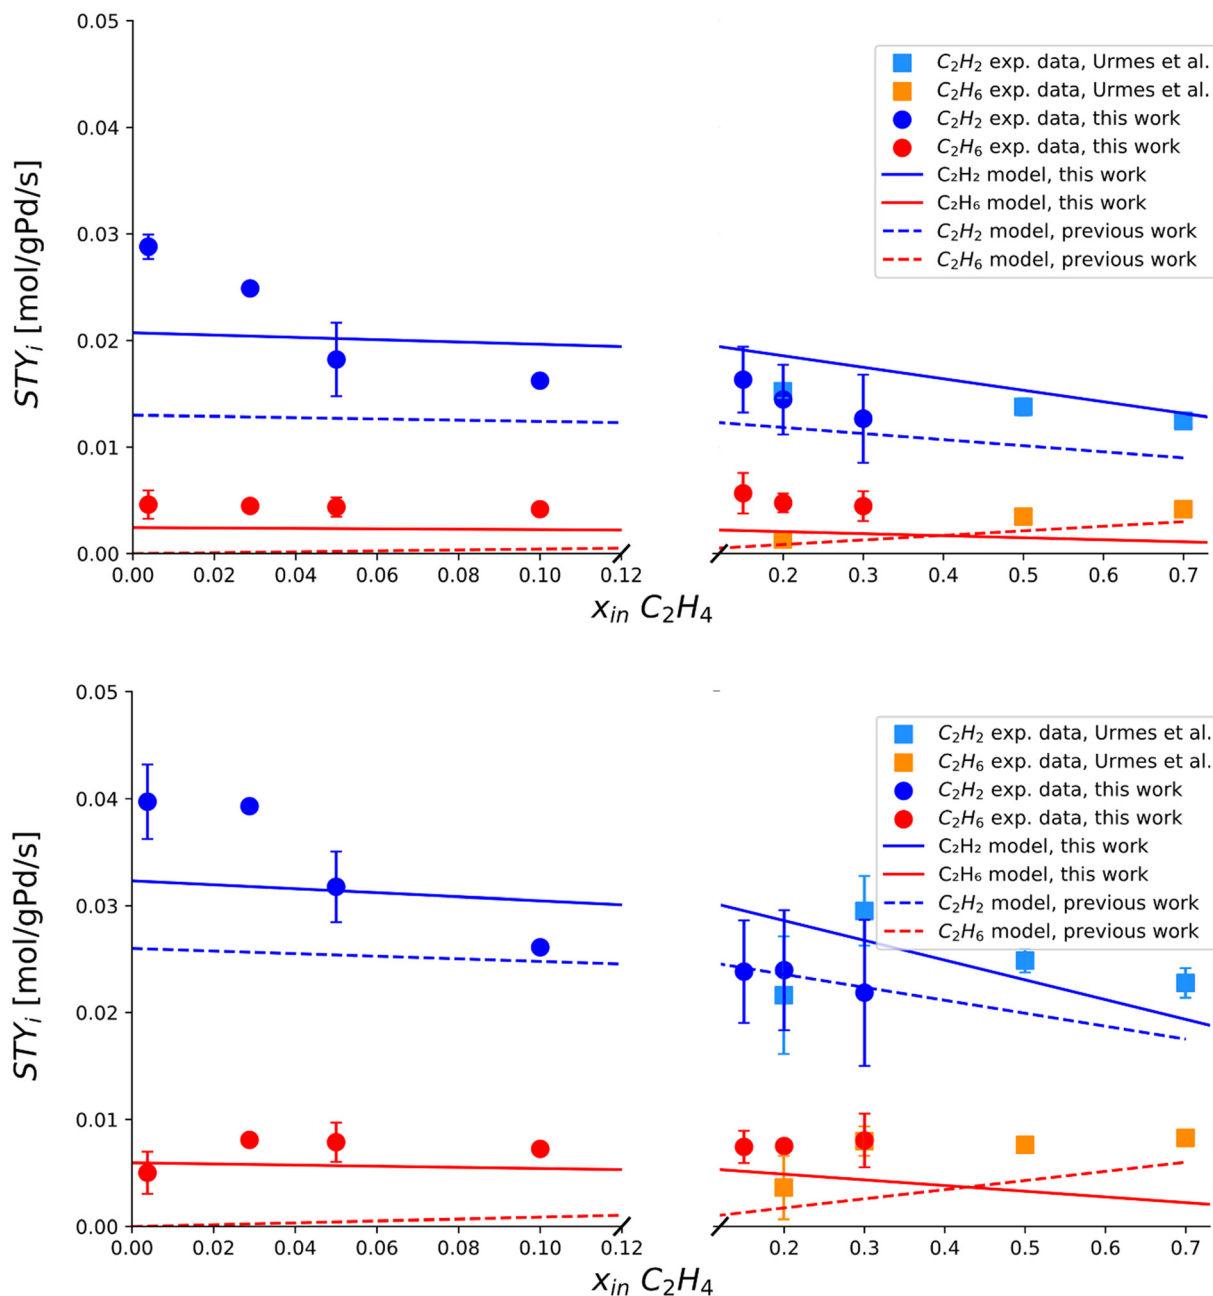 0.05
0.04
0.03
0.02
0.01
0.00
STYᵢ [mol/gPd/s]
C₂H₂ exp. data, Urmes et al.
C₂H₆ exp. data, Urmes et al.
C₂H₂ exp. data, this work
C₂H₆ exp. data, this work
C₂H₂ model, this work
C₂H₆ model, this work
C₂H₂ model, previous work
C₂H₆ model, previous work
0.00 0.02 0.04 0.06 0.08 0.10 0.12 0.2 0.3 0.4 0.5 0.6 0.7
xᵢₙ C₂H₄
0.05
0.04
0.03
0.02
0.01
0.00
STYᵢ [mol/gPd/s]
C₂H₂ exp. data, Urmes et al.
C₂H₆ exp. data, Urmes et al.
C₂H₂ exp. data, this work
C₂H₆ exp. data, this work
C₂H₂ model, this work
C₂H₆ model, this work
C₂H₂ model, previous work
C₂H₆ model, previous work
0.00 0.02 0.04 0.06 0.08 0.10 0.12 0.2 0.3 0.4 0.5 0.6 0.7
xᵢₙ C₂H₄